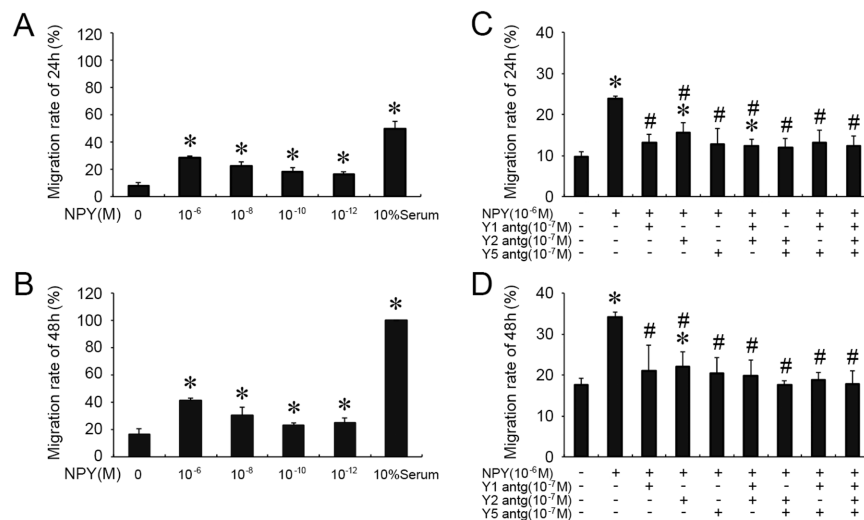 A
Migration rate of 24h (%)
120
100
80
60
40
20
0
* * * * *
NPY(M) 0 10⁻⁶ 10⁻⁸ 10⁻¹⁰ 10⁻¹² 10%Serum
B
Migration rate of 48h (%)
120
100
80
60
40
20
0
* * * * *
NPY(M) 0 10⁻⁶ 10⁻⁸ 10⁻¹⁰ 10⁻¹² 10%Serum
C
Migration rate of 24h (%)
40
30
20
10
0
* # # * # # * # # #
NPY(10⁻⁶M) - + + + + + + + +
Y1 antg(10⁻⁷M) - - + - - + - + +
Y2 antg(10⁻⁷M) - - - + - + + - +
Y5 antg(10⁻⁷M) - - - - + - + + +
D
Migration rate of 48h (%)
40
30
20
10
0
* # # * # # # # #
NPY(10⁻⁶M) - + + + + + + + +
Y1 antg(10⁻⁷M) - - + - - + - + +
Y2 antg(10⁻⁷M) - - - + - + + - +
Y5 antg(10⁻⁷M) - - - - + - + + +